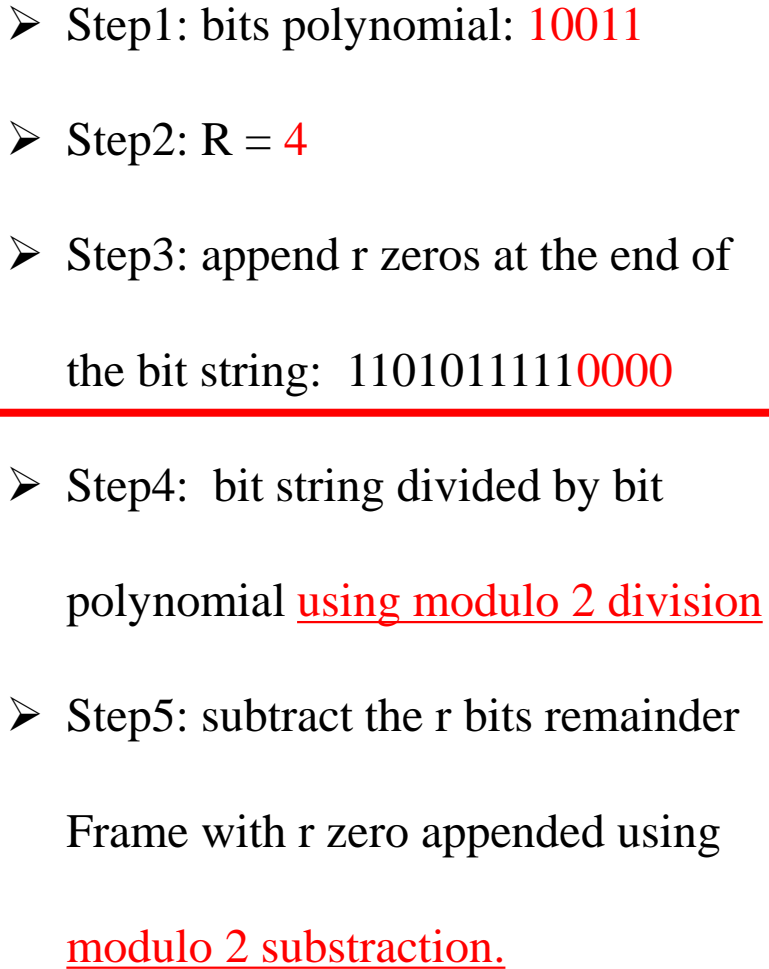 ➢ Step1: bits polynomial: 10011
➢ Step2: R = 4
➢ Step3: append r zeros at the end of
the bit string: 11010111110000
➢ Step4: bit string divided by bit
polynomial using modulo 2 division
➢ Step5: subtract the r bits remainder
Frame with r zero appended using
modulo 2 substraction.